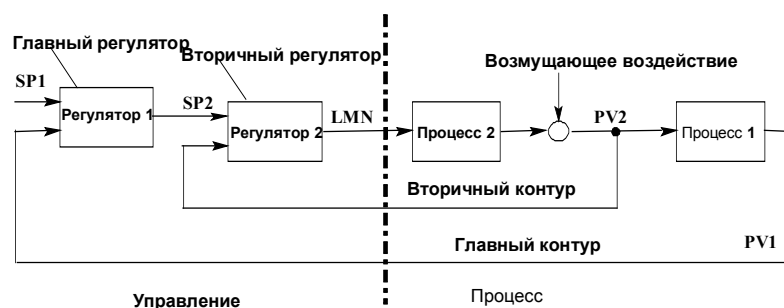 Главный регулятор
Вторичный регулятор
Возмущающее воздействие
SP1
SP2
LMN
PV2
Регулятор 1
Регулятор 2
Процесс 2
Процесс 1
Вторичный контур
Главный контур
PV1
Управление
Процесс